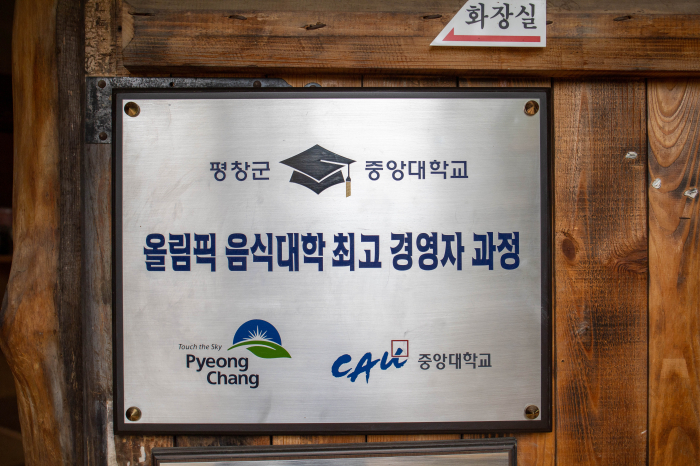 화장실
평창군 중앙대학교
올림픽 음식대학 최고 경영자 과정
Touch the Sky
Pyeong
Chang
CAU 중앙대학교